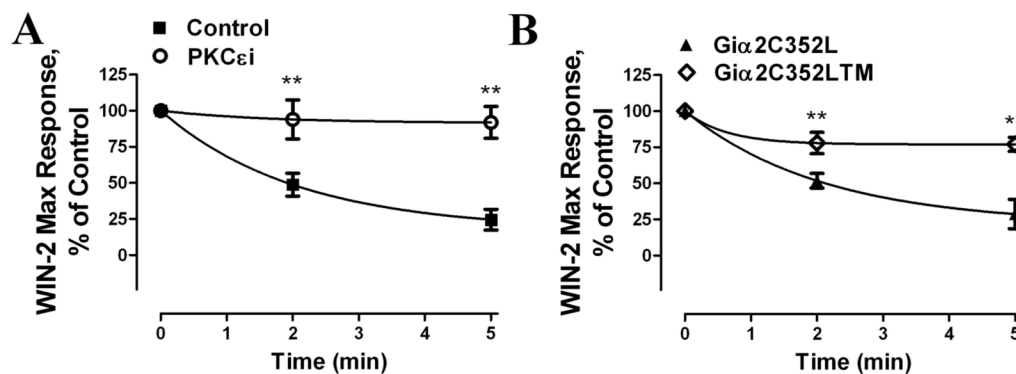 A
Control
PKCεi
WIN-2 Max Response,
% of Control
125
100
75
50
25
0
**
**
0
1
2
3
4
5
Time (min)
B
Giα2C352L
Giα2C352LTM
WIN-2 Max Response,
% of Control
125
100
75
50
25
0
**
*
0
1
2
3
4
5
Time (min)